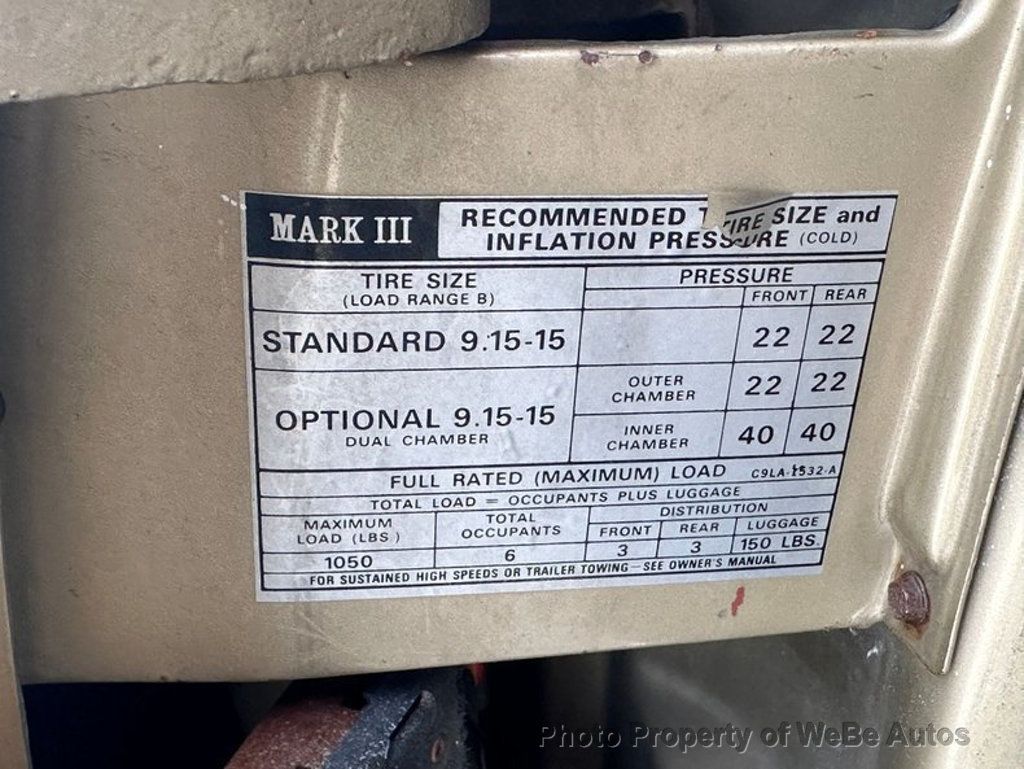 MARK III
RECOMMENDED TIRE SIZE and
INFLATION PRESSURE (COLD)
TIRE SIZE
(LOAD RANGE B)
PRESSURE
FRONT REAR
STANDARD 9.15-15 22 22
OPTIONAL 9.15-15
DUAL CHAMBER
OUTER
CHAMBER
22 22
INNER
CHAMBER
40 40
FULL RATED (MAXIMUM) LOAD C9LA-1532-A
TOTAL LOAD = OCCUPANTS PLUS LUGGAGE
MAXIMUM
LOAD (LBS.)
TOTAL
OCCUPANTS
DISTRIBUTION
FRONT REAR LUGGAGE
1050 6 3 3 150 LBS.
FOR SUSTAINED HIGH SPEEDS OR TRAILER TOWING—SEE OWNER'S MANUAL
Photo Property of WeBe Autos